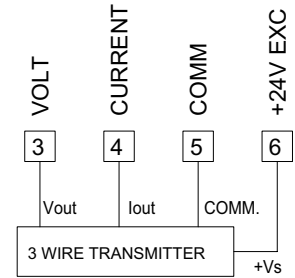 VOLT
CURRENT
COMM
+24V EXC
3
4
5
6
Vout
Iout
COMM.
3 WIRE TRANSMITTER
+Vs